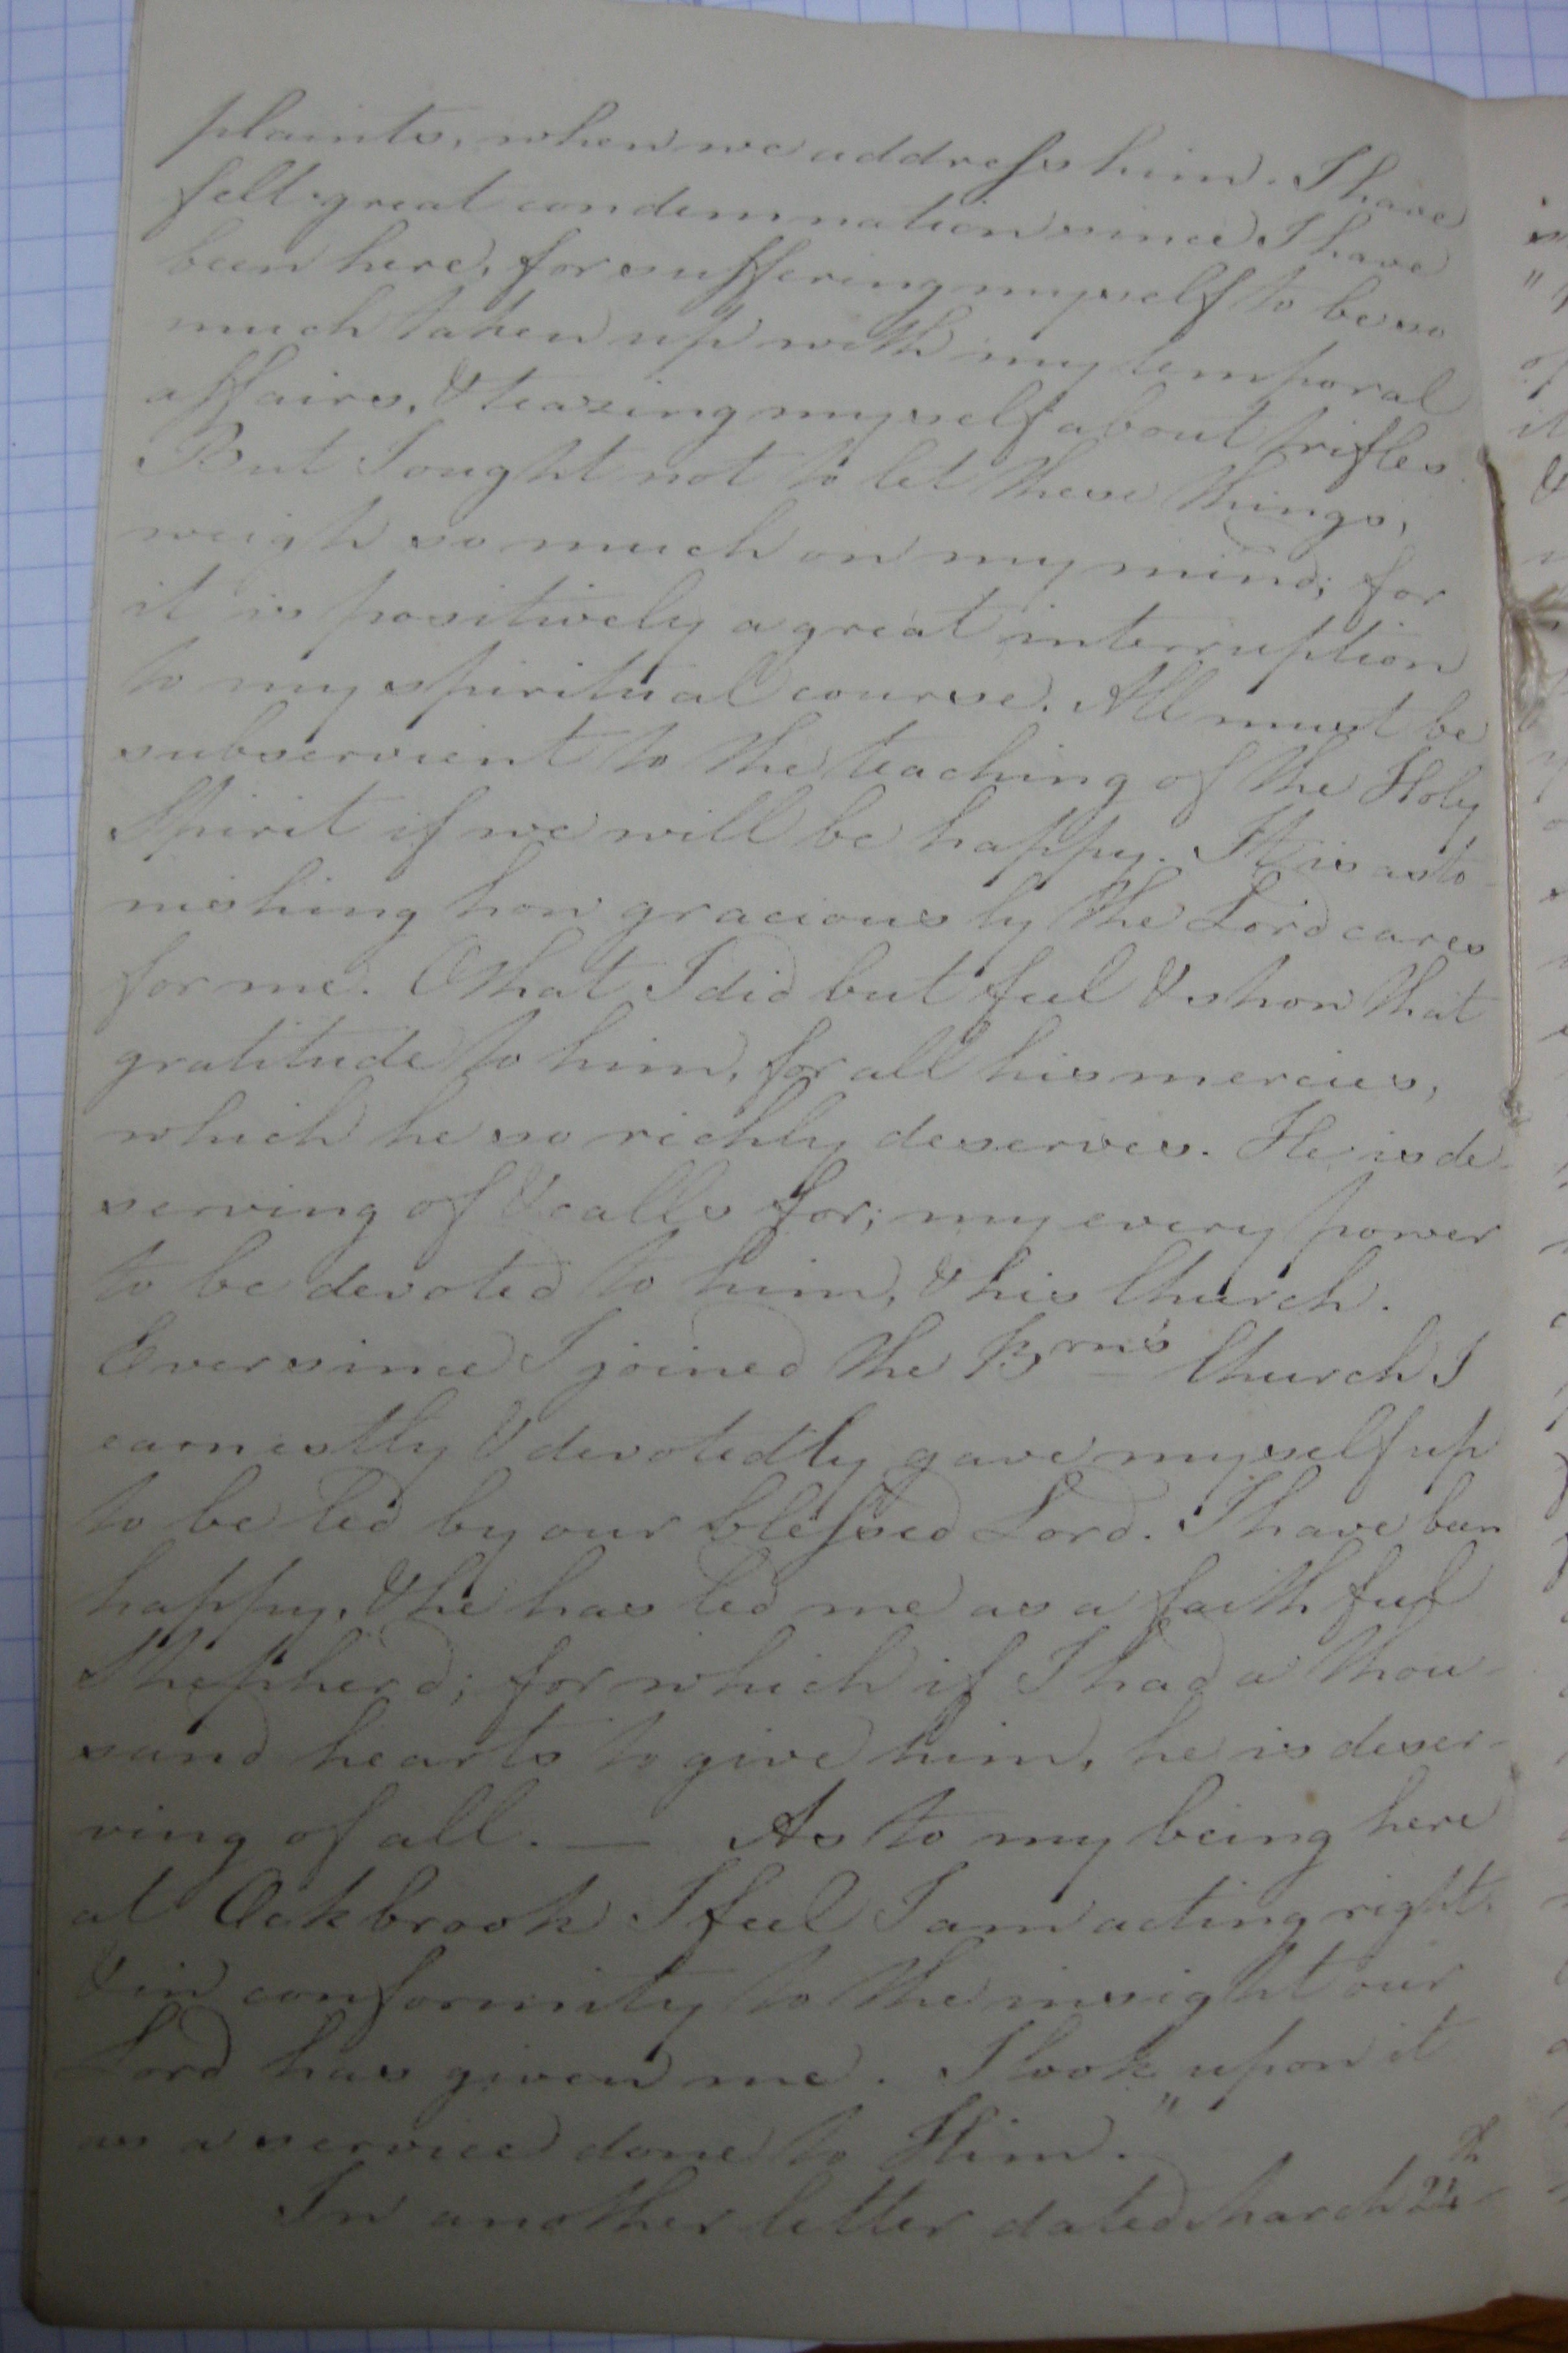 plaints, when we address him. I have
felt great condemnation since I have
been here, for suffering myself to be so
much taken up with my temporal
affairs, & teazing myself about trifles.
But I ought not to let these things,
weigh so much on my mind; for
it is positively a great interruption
to my spiritual course. All must be
subservient to the teaching of the Holy
Spirit if we will be happy. It is asto-
nishing how graciously the Lord cares
for me. O that I did but feel & show that
gratitude to him, for all his mercies,
which he so richly deserves. He is de-
serving of & calls for; my every power
to be devoted to him, & his Church.
Ever since I joined the Brn's Church I
earnestly & devotedly gave myself up
to be led by our blessed Lord. I have been
happy, & he has led me as a faithful
Shepherd; for which if I had a thou-
sand hearts to give him, he is deser-
ving of all. — As to my being here
at Ockbrook I feel I am acting right
& in conformity to the insight our
Lord has given me. I look upon it
as a service done to Him."
In another letter dated March 24th